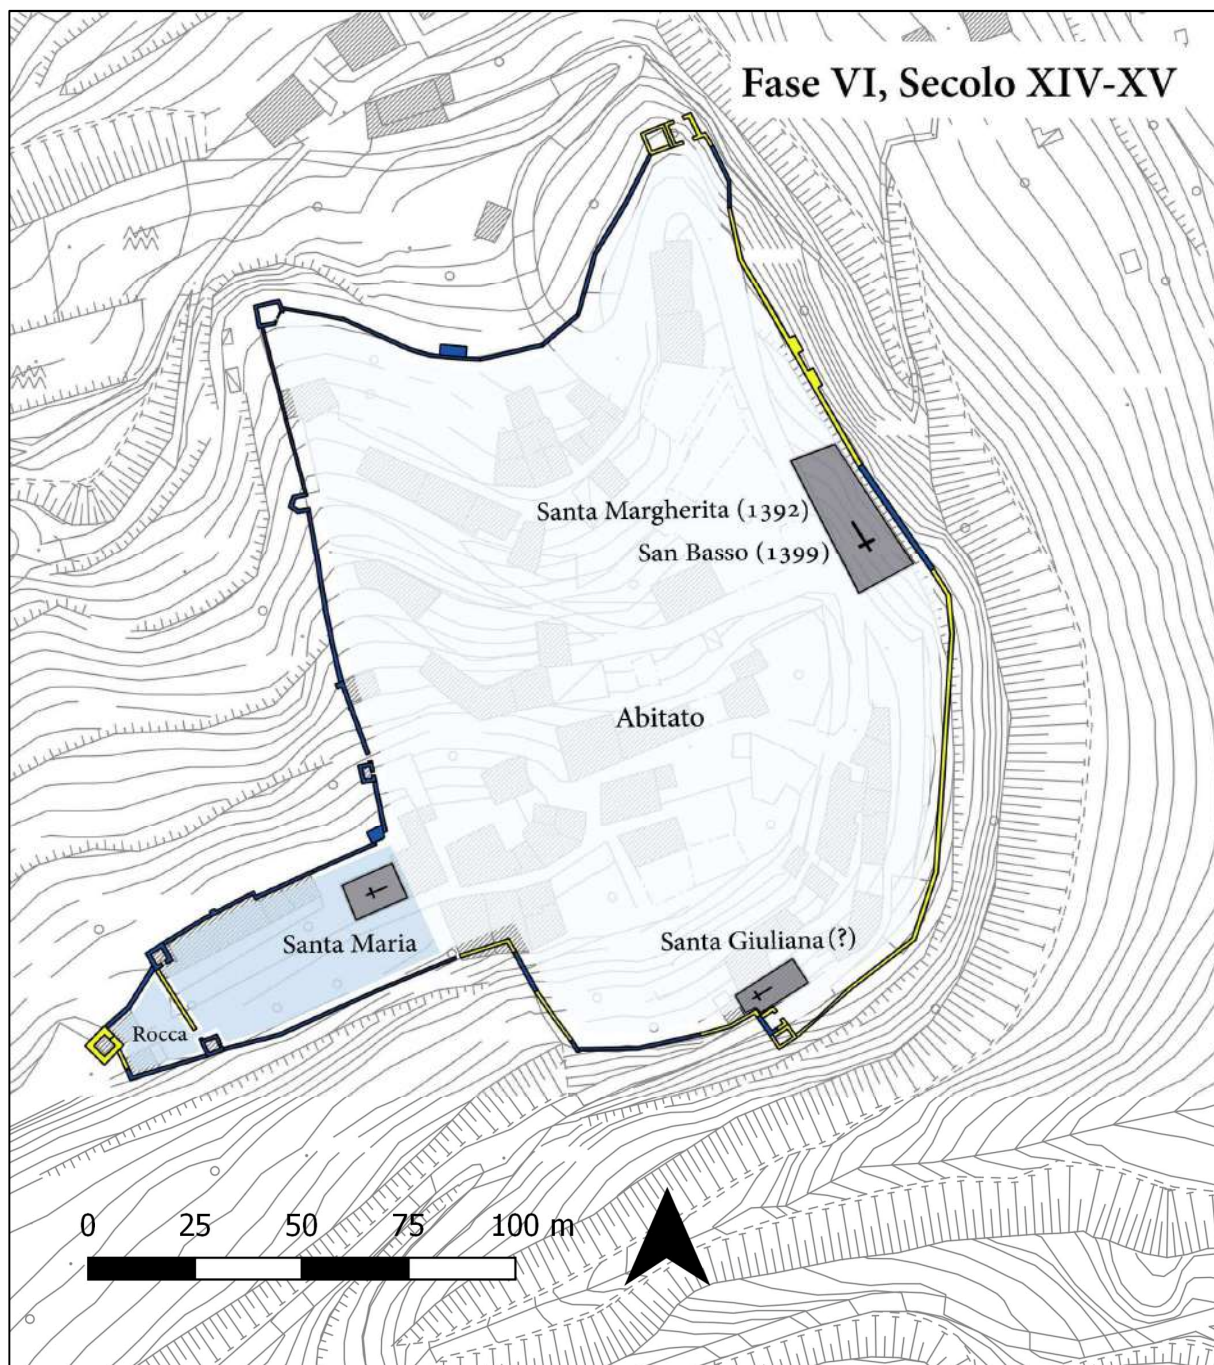 Fase VI, Secolo XIV-XV
Santa Margherita (1392)
San Basso (1399)
Abitato
Santa Maria
Santa Giuliana (?)
Rocca
0 25 50 75 100 m